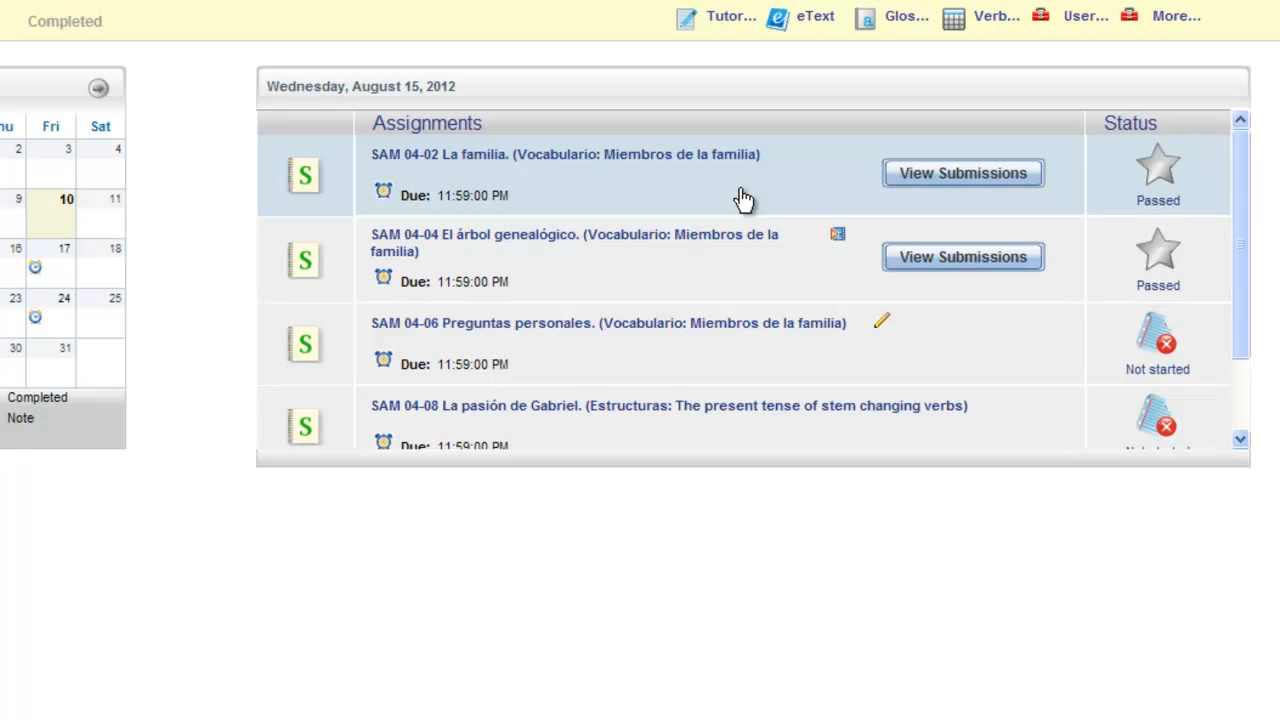 Completed
Tutor... eText Glos... Verb... User... More...
Wednesday, August 15, 2012
Fri Sat
2 3 4
9 10 11
16 17 18
23 24 25
30 31
Completed
Note
Assignments Status
S SAM 04-02 La familia. (Vocabulario: Miembros de la familia)
Due: 11:59:00 PM
View Submissions
Passed
S SAM 04-04 El árbol genealógico. (Vocabulario: Miembros de la
familia)
Due: 11:59:00 PM
View Submissions
Passed
S SAM 04-06 Preguntas personales. (Vocabulario: Miembros de la familia)
Due: 11:59:00 PM
Not started
S SAM 04-08 La pasión de Gabriel. (Estructuras: The present tense of stem changing verbs)
Due: 11:59:00 PM